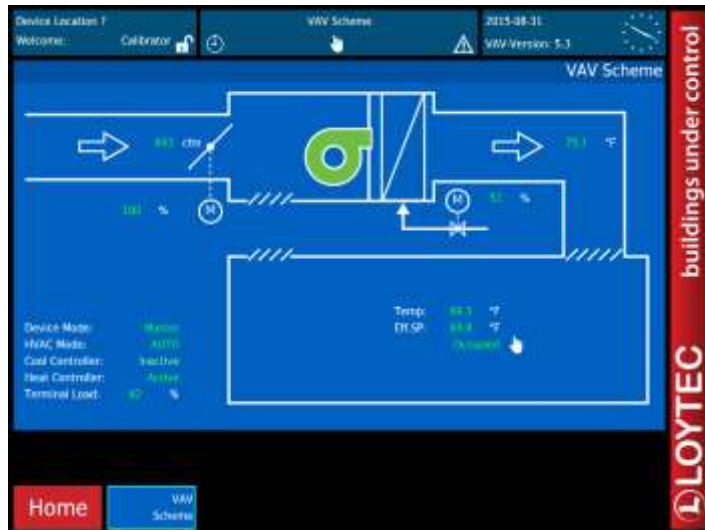 Device Location ?
Welcome: Calibrator
VAV Scheme
2015-08-31
VAV-Version: 5.3
VAV Scheme
cfm
°F
%
M
M
%
Temp: °F
Eff.SP: °F
Occupied
Device Mode: Master
HVAC Mode: AUTO
Cool Controller: Inactive
Heat Controller: Active
Terminal Load: 67 %
Home
VAV
Scheme
buildings under control
LOYTEC